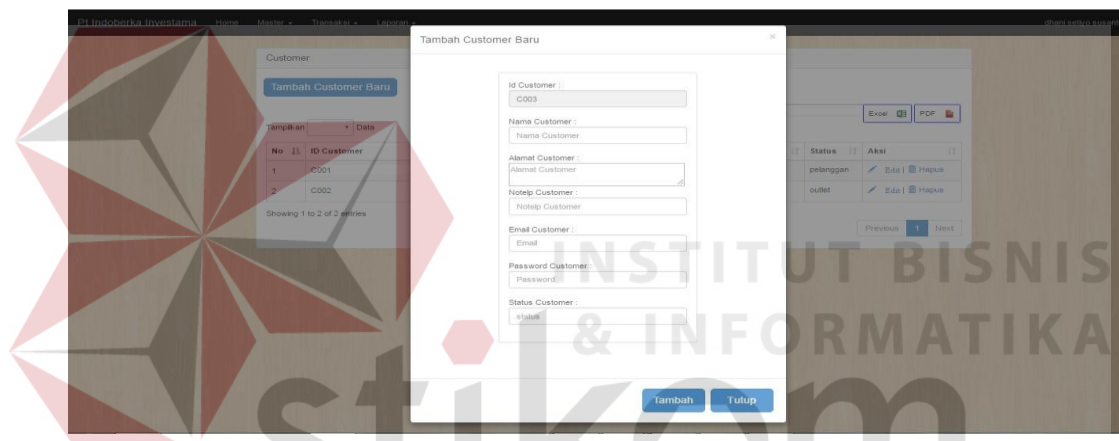 Pt Indoberka Investama Home Master Transaksi Laporan
Tambah Customer Baru ×
Customer
Tambah Customer Baru
Id Customer :
C003
Nama Customer :
Nama Customer
Excel PDF
Tampilkan Data
No ID Customer Status Aksi
Alamat Customer :
Alamat Customer
1 C001 pelanggan Edit | Hapus
2 C002 outlet Edit | Hapus
Notelp Customer :
Notelp Customer
Showing 1 to 2 of 2 entries
Previous 1 Next
Email Customer :
Email
Password Customer :
Password
Status Customer :
status
Tambah Tutup
INSTITUT BISNIS
& INFORMATIKA
stikom